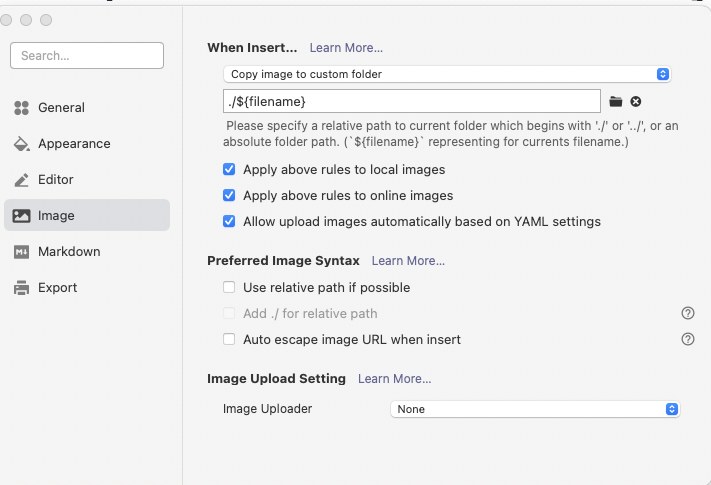 Search...
General
Appearance
Editor
Image
Markdown
Export
When Insert... Learn More...
Copy image to custom folder
./${filename}
Please specify a relative path to current folder which begins with './' or '../', or an
absolute folder path. (`${filename}` representing for currents filename.)
Apply above rules to local images
Apply above rules to online images
Allow upload images automatically based on YAML settings
Preferred Image Syntax Learn More...
Use relative path if possible
Add ./ for relative path
Auto escape image URL when insert
Image Upload Setting Learn More...
Image Uploader None